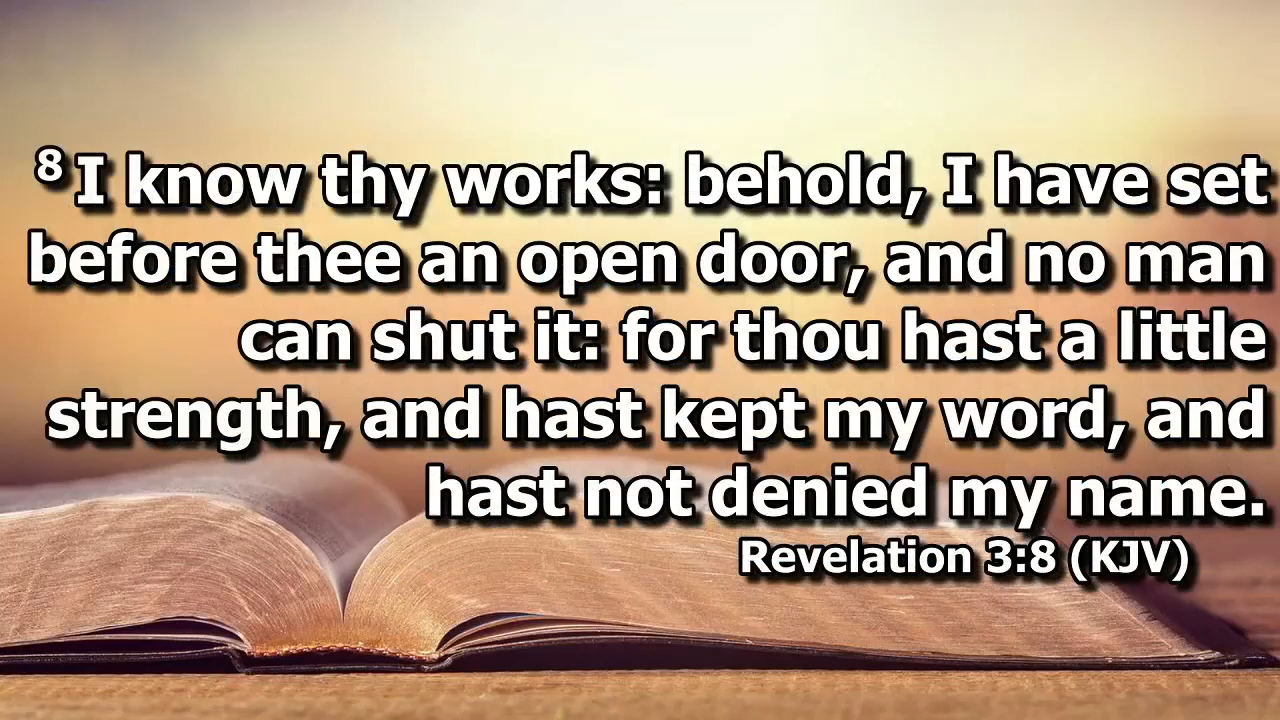 8 I know thy works: behold, I have set
before thee an open door, and no man
can shut it: for thou hast a little
strength, and hast kept my word, and
hast not denied my name.
Revelation 3:8 (KJV)